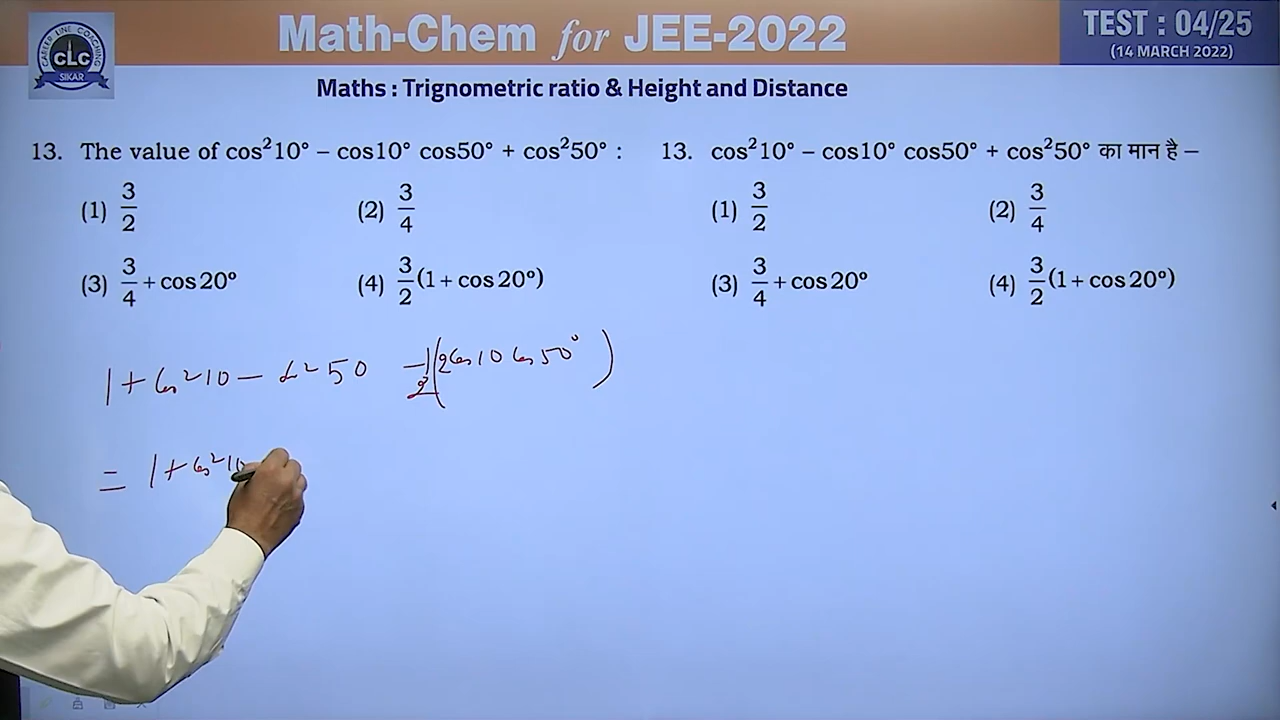 Math-Chem for JEE-2022
TEST : 04/25
(14 MARCH 2022)
CAREER LINE COACHING
CLC
SIKAR
Maths : Trignometric ratio & Height and Distance
13. The value of cos²10° – cos10° cos50° + cos²50° :
(1) 3/2 (2) 3/4
(3) 3/4 + cos20° (4) 3/2 (1 + cos20°)
13. cos²10° – cos10° cos50° + cos²50° का मान है –
(1) 3/2 (2) 3/4
(3) 3/4 + cos20° (4) 3/2 (1 + cos20°)
1 + cos²10 – sin²50 – 1/2 (2cos10 cos50°)
= 1 + cos²10